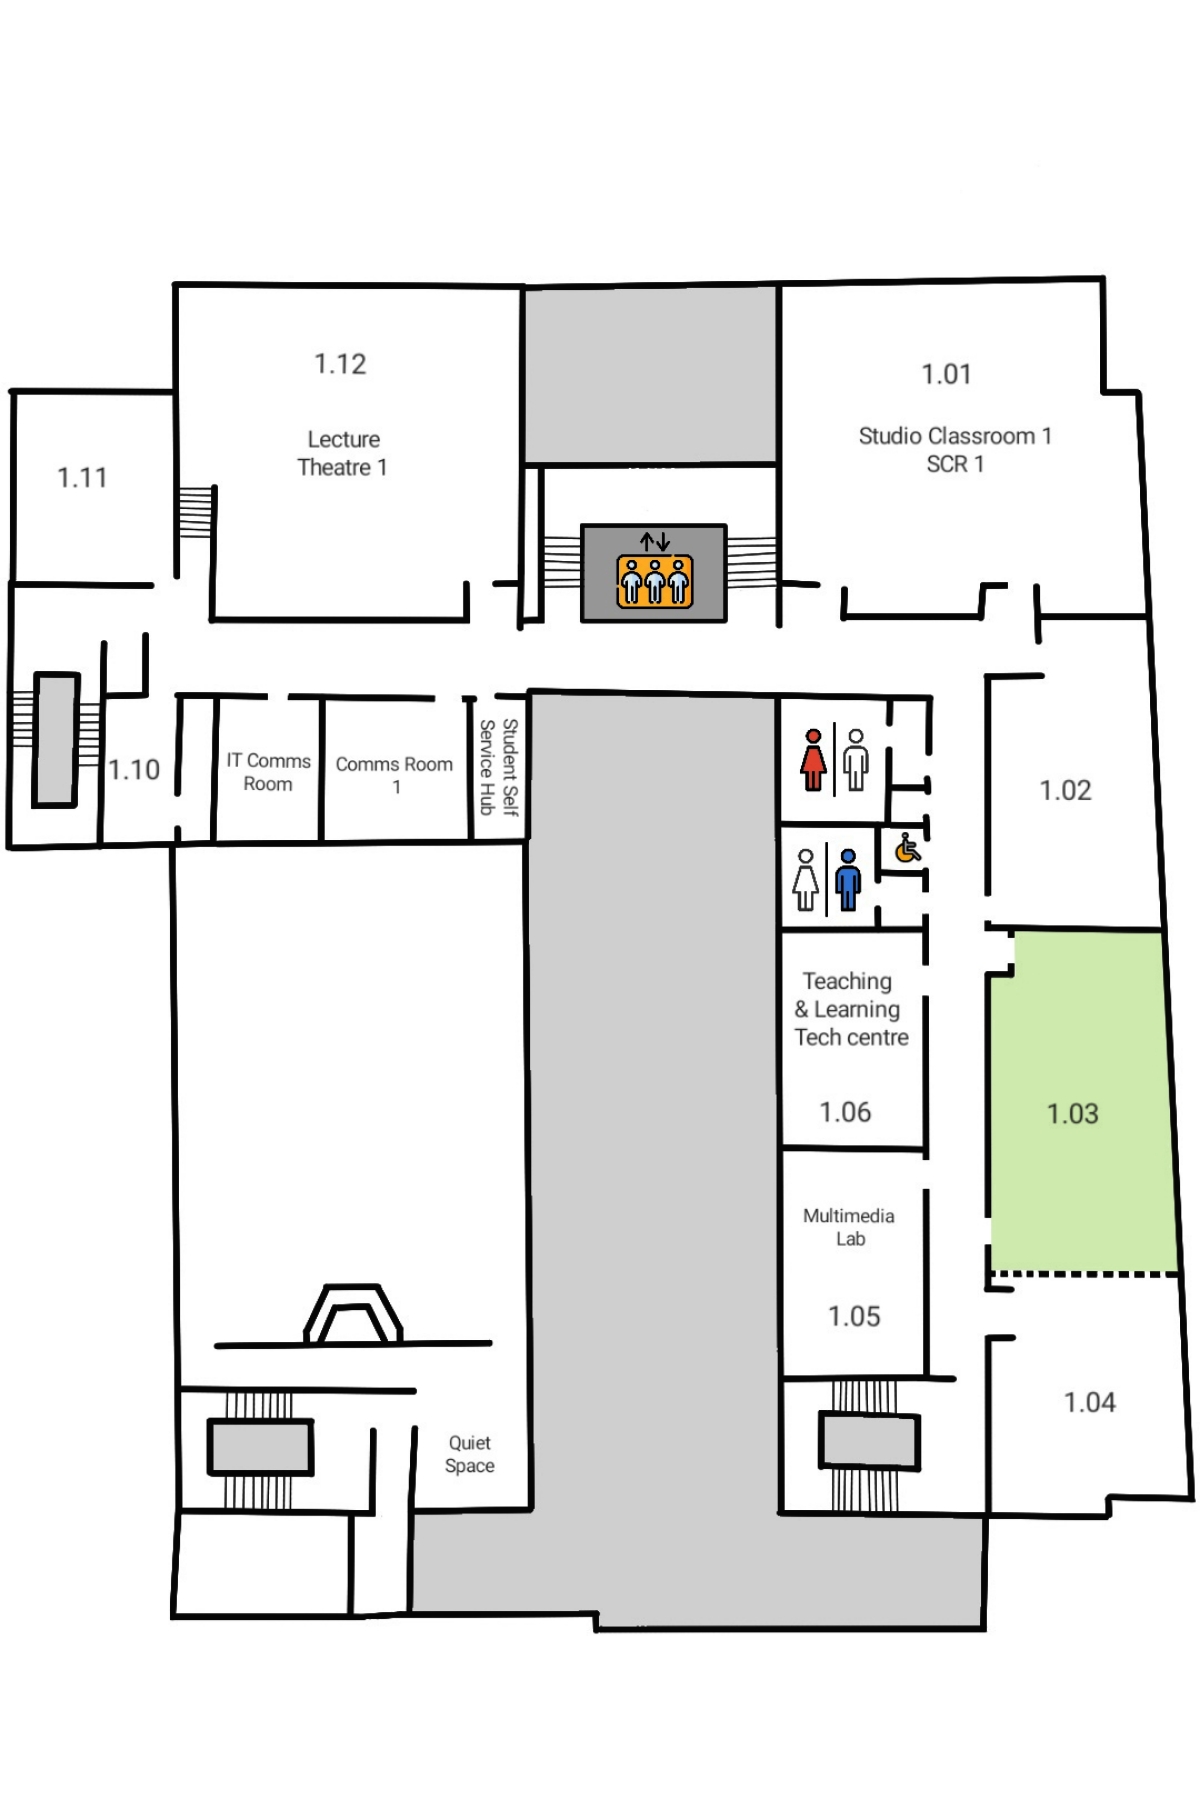 1.12
Lecture
Theatre 1
1.01
Studio Classroom 1
SCR 1
1.11
1.10
IT Comms
Room
Comms Room
1
Student Self
Service Hub
1.02
Teaching
& Learning
Tech centre
1.06
1.03
Multimedia
Lab
1.05
1.04
Quiet
Space